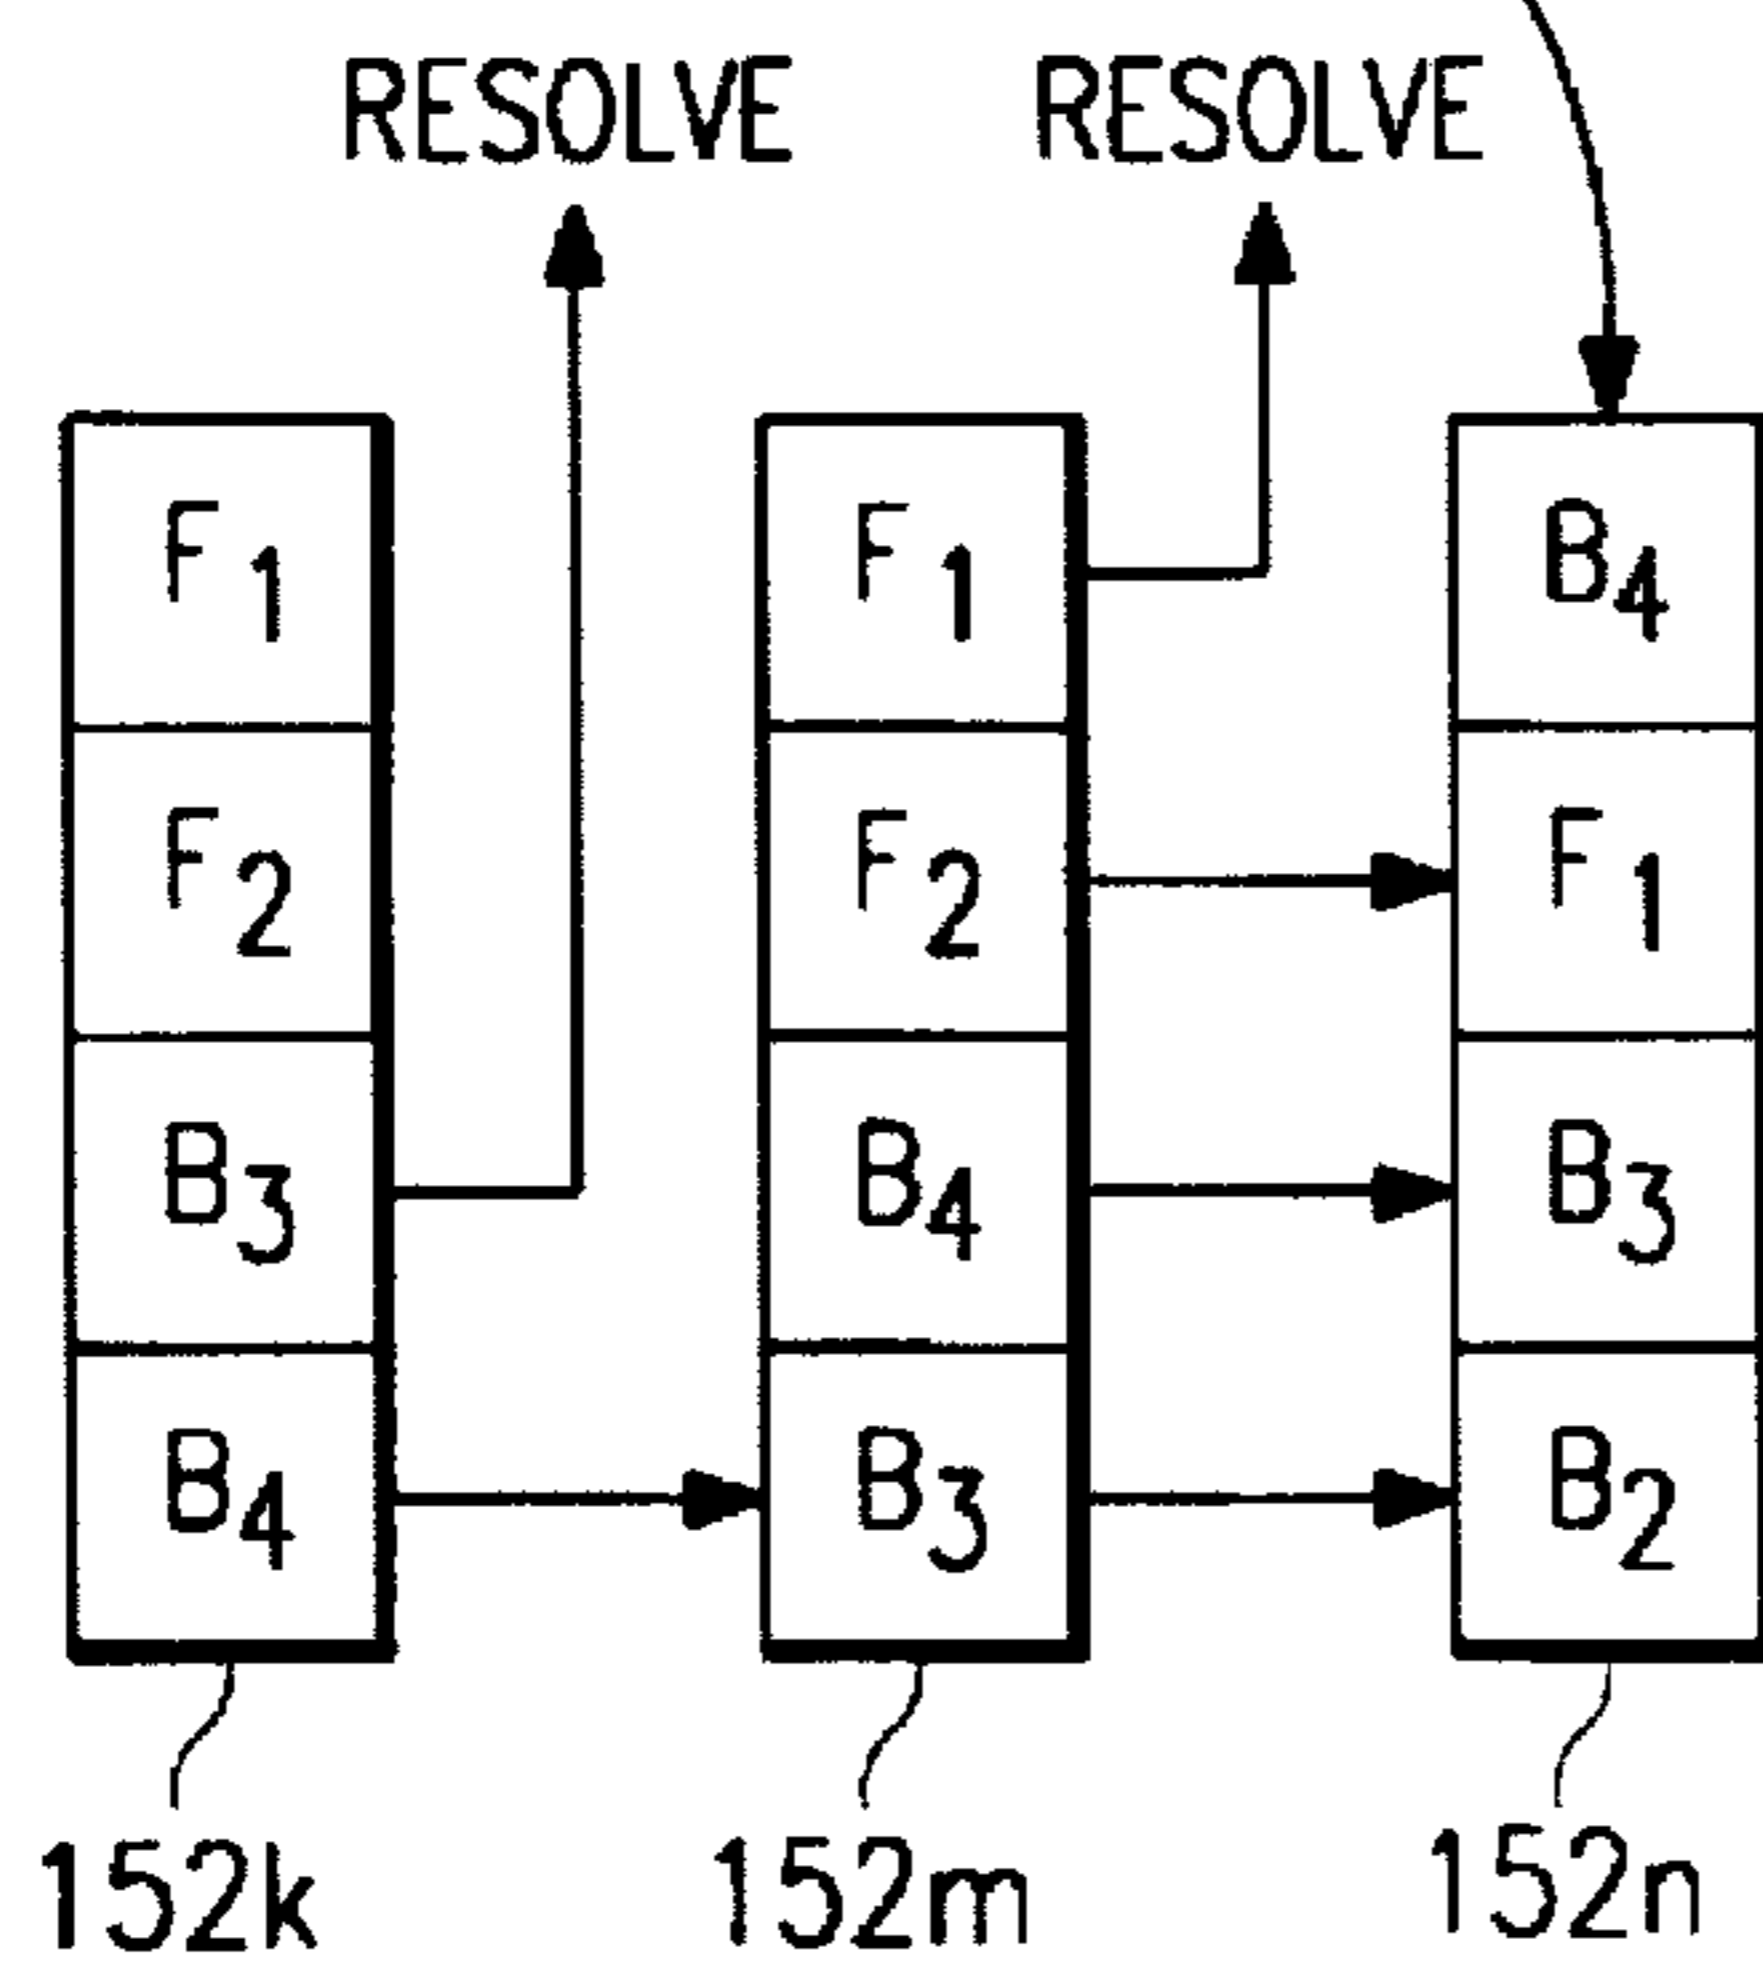 RESOLVE RESOLVE
F1 F1 B4
F2 F2 F1
B3 B4 B3
B4 B3 B2
152k 152m 152n